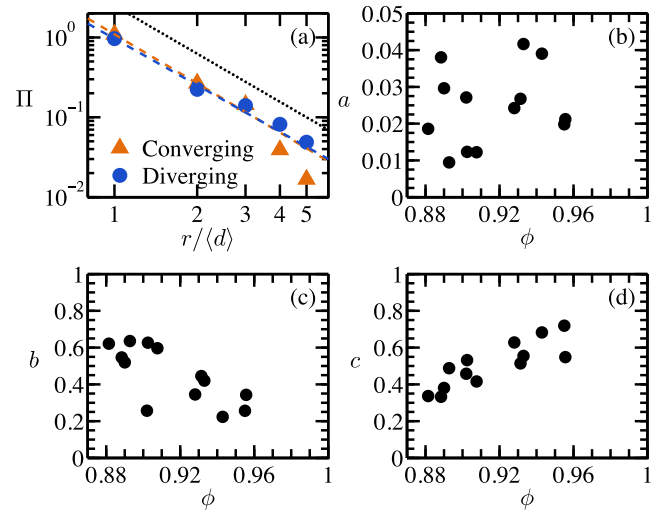 10⁰
(a)
Π
10⁻¹
Converging
Diverging
10⁻²
1 2 3 4 5
r/⟨d⟩
0.05
(b)
0.04
0.03
a
0.02
0.01
0
0.88 0.92 0.96 1
ϕ
1
(c)
0.8
0.6
b
0.4
0.2
0
0.88 0.92 0.96 1
ϕ
1
(d)
0.8
0.6
c
0.4
0.2
0
0.88 0.92 0.96 1
ϕ